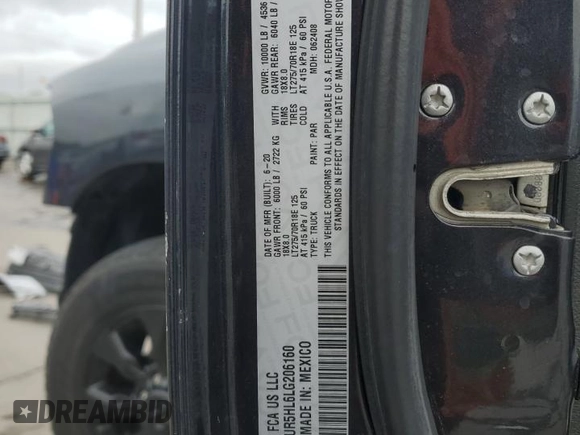 FCA US LLC
DATE OF MFR (BUILT): 6-20
GVWR: 10000 LB / 4536
GAWR FRONT: 6000 LB / 2722 KG
WITH
GAWR REAR: 6040 LB
18X8.0
RIMS
18X8.0
LT275/70R18E 125
TIRES
LT275/70R18E 125
AT 415 kPa / 60 PSI
COLD
AT 415 kPa / 60 PSI
TYPE: TRUCK
PAINT: PAR
MDH: 062408
THIS VEHICLE CONFORMS TO ALL APPLICABLE U.S.A. FEDERAL MOTOR
STANDARDS IN EFFECT ON THE DATE OF MANUFACTURE SHOW
UR5HL6LG206160
MADE IN: MEXICO
DREAMBID